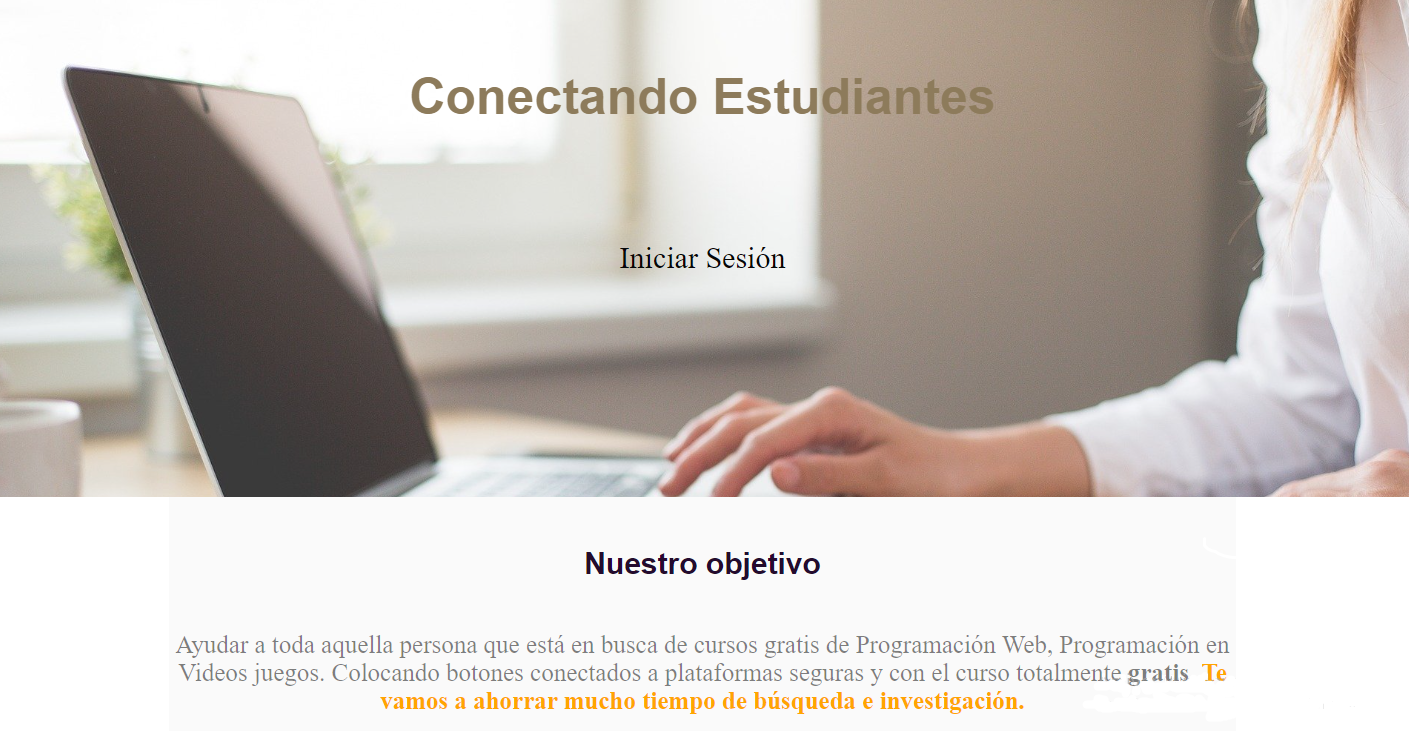 Conectando Estudiantes
Iniciar Sesión
Nuestro objetivo
Ayudar a toda aquella persona que está en busca de cursos gratis de Programación Web, Programación en
Videos juegos. Colocando botones conectados a plataformas seguras y con el curso totalmente gratis Te
vamos a ahorrar mucho tiempo de búsqueda e investigación.